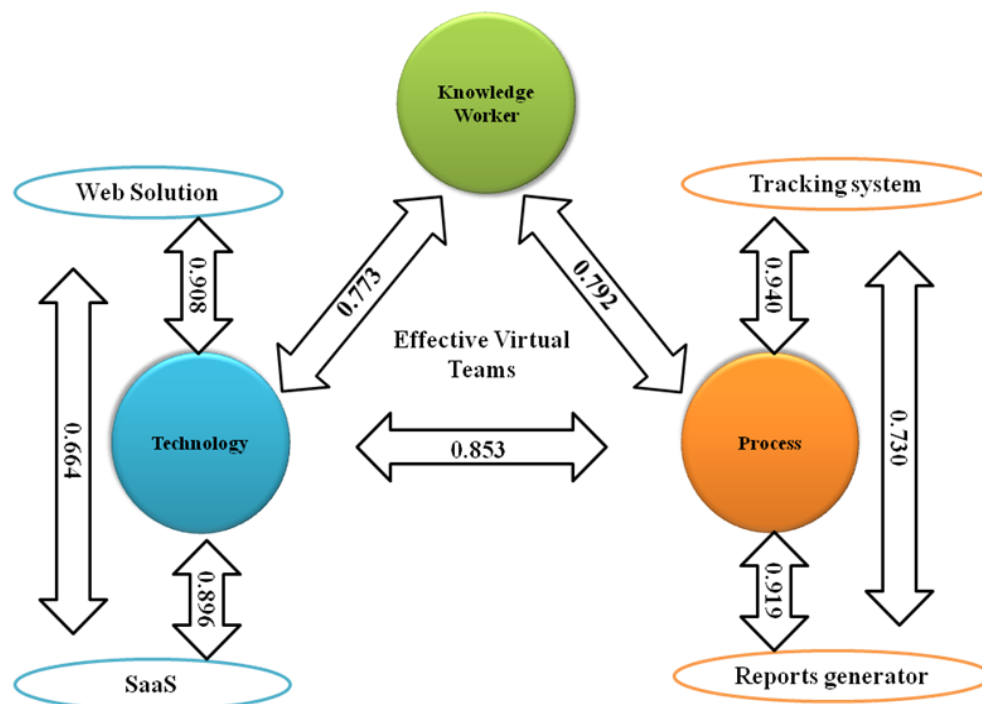 Knowledge
Worker
Web Solution
Tracking system
0.908
0.773
0.792
0.940
Effective Virtual
Teams
0.664
Technology
0.853
Process
0.730
0.896
0.919
SaaS
Reports generator